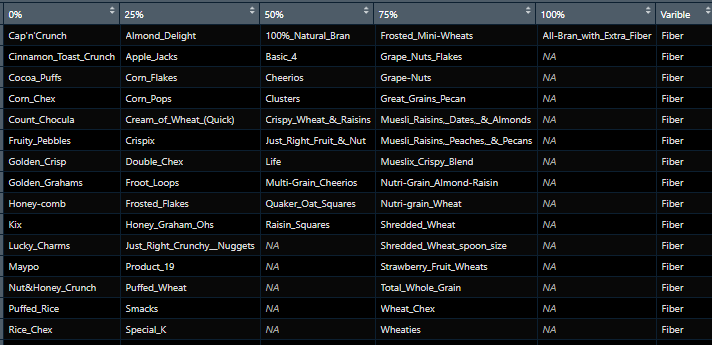 0% 25% 50% 75% 100% Varible
Cap'n'Crunch Almond_Delight 100%_Natural_Bran Frosted_Mini-Wheats All-Bran_with_Extra_Fiber Fiber
Cinnamon_Toast_Crunch Apple_Jacks Basic_4 Grape_Nuts_Flakes NA Fiber
Cocoa_Puffs Corn_Flakes Cheerios Grape-Nuts NA Fiber
Corn_Chex Corn_Pops Clusters Great_Grains_Pecan NA Fiber
Count_Chocula Cream_of_Wheat_(Quick) Crispy_Wheat_&_Raisins Muesli_Raisins,_Dates,_&_Almonds NA Fiber
Fruity_Pebbles Crispix Just_Right_Fruit_&_Nut Muesli_Raisins,_Peaches,_&_Pecans NA Fiber
Golden_Crisp Double_Chex Life Mueslix_Crispy_Blend NA Fiber
Golden_Grahams Froot_Loops Multi-Grain_Cheerios Nutri-Grain_Almond-Raisin NA Fiber
Honey-comb Frosted_Flakes Quaker_Oat_Squares Nutri-grain_Wheat NA Fiber
Kix Honey_Graham_Ohs Raisin_Squares Shredded_Wheat NA Fiber
Lucky_Charms Just_Right_Crunchy__Nuggets NA Shredded_Wheat_spoon_size NA Fiber
Maypo Product_19 NA Strawberry_Fruit_Wheats NA Fiber
Nut&Honey_Crunch Puffed_Wheat NA Total_Whole_Grain NA Fiber
Puffed_Rice Smacks NA Wheat_Chex NA Fiber
Rice_Chex Special_K NA Wheaties NA Fiber